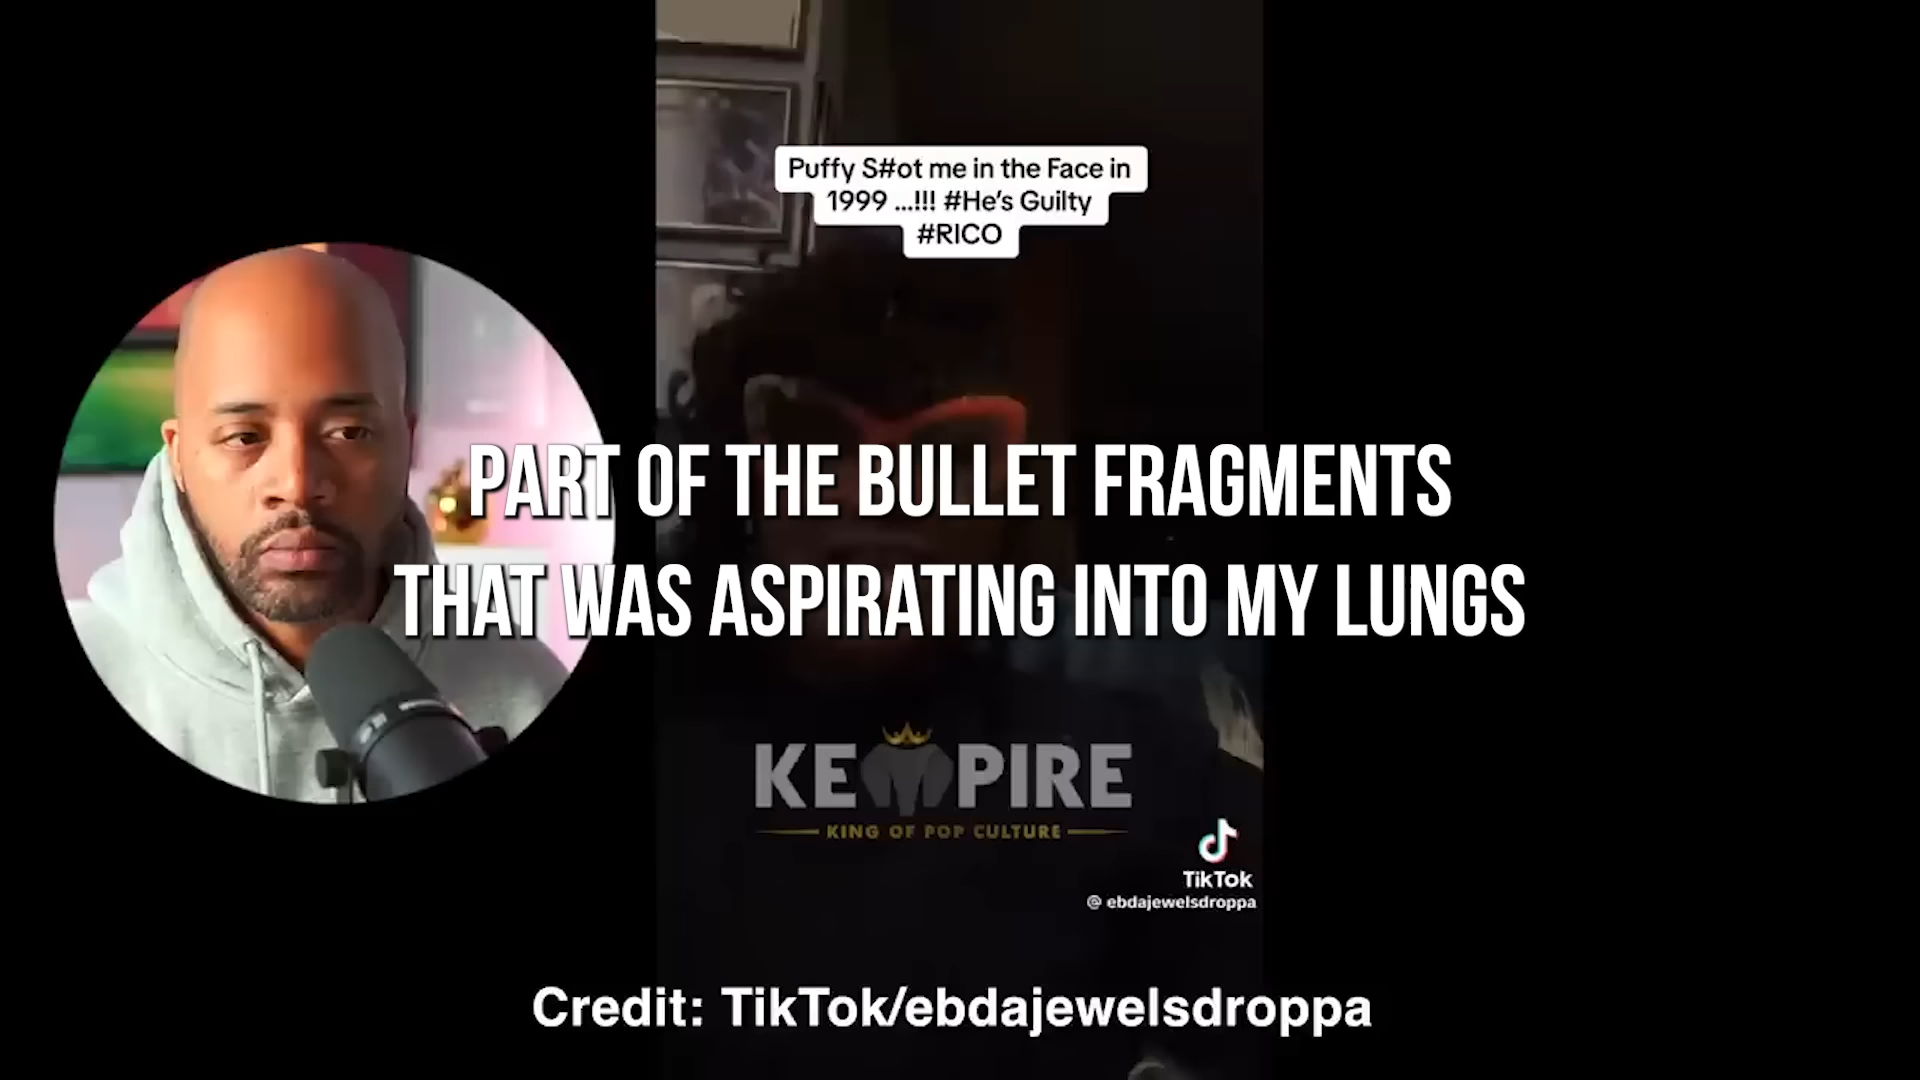 Puffy S#ot me in the Face in
1999 ...!!! #He's Guilty
#RICO
PART OF THE BULLET FRAGMENTS
THAT WAS ASPIRATING INTO MY LUNGS
KEMPIRE
KING OF POP CULTURE
TikTok
@ ebdajewelsdroppa
Credit: TikTok/ebdajewelsdroppa